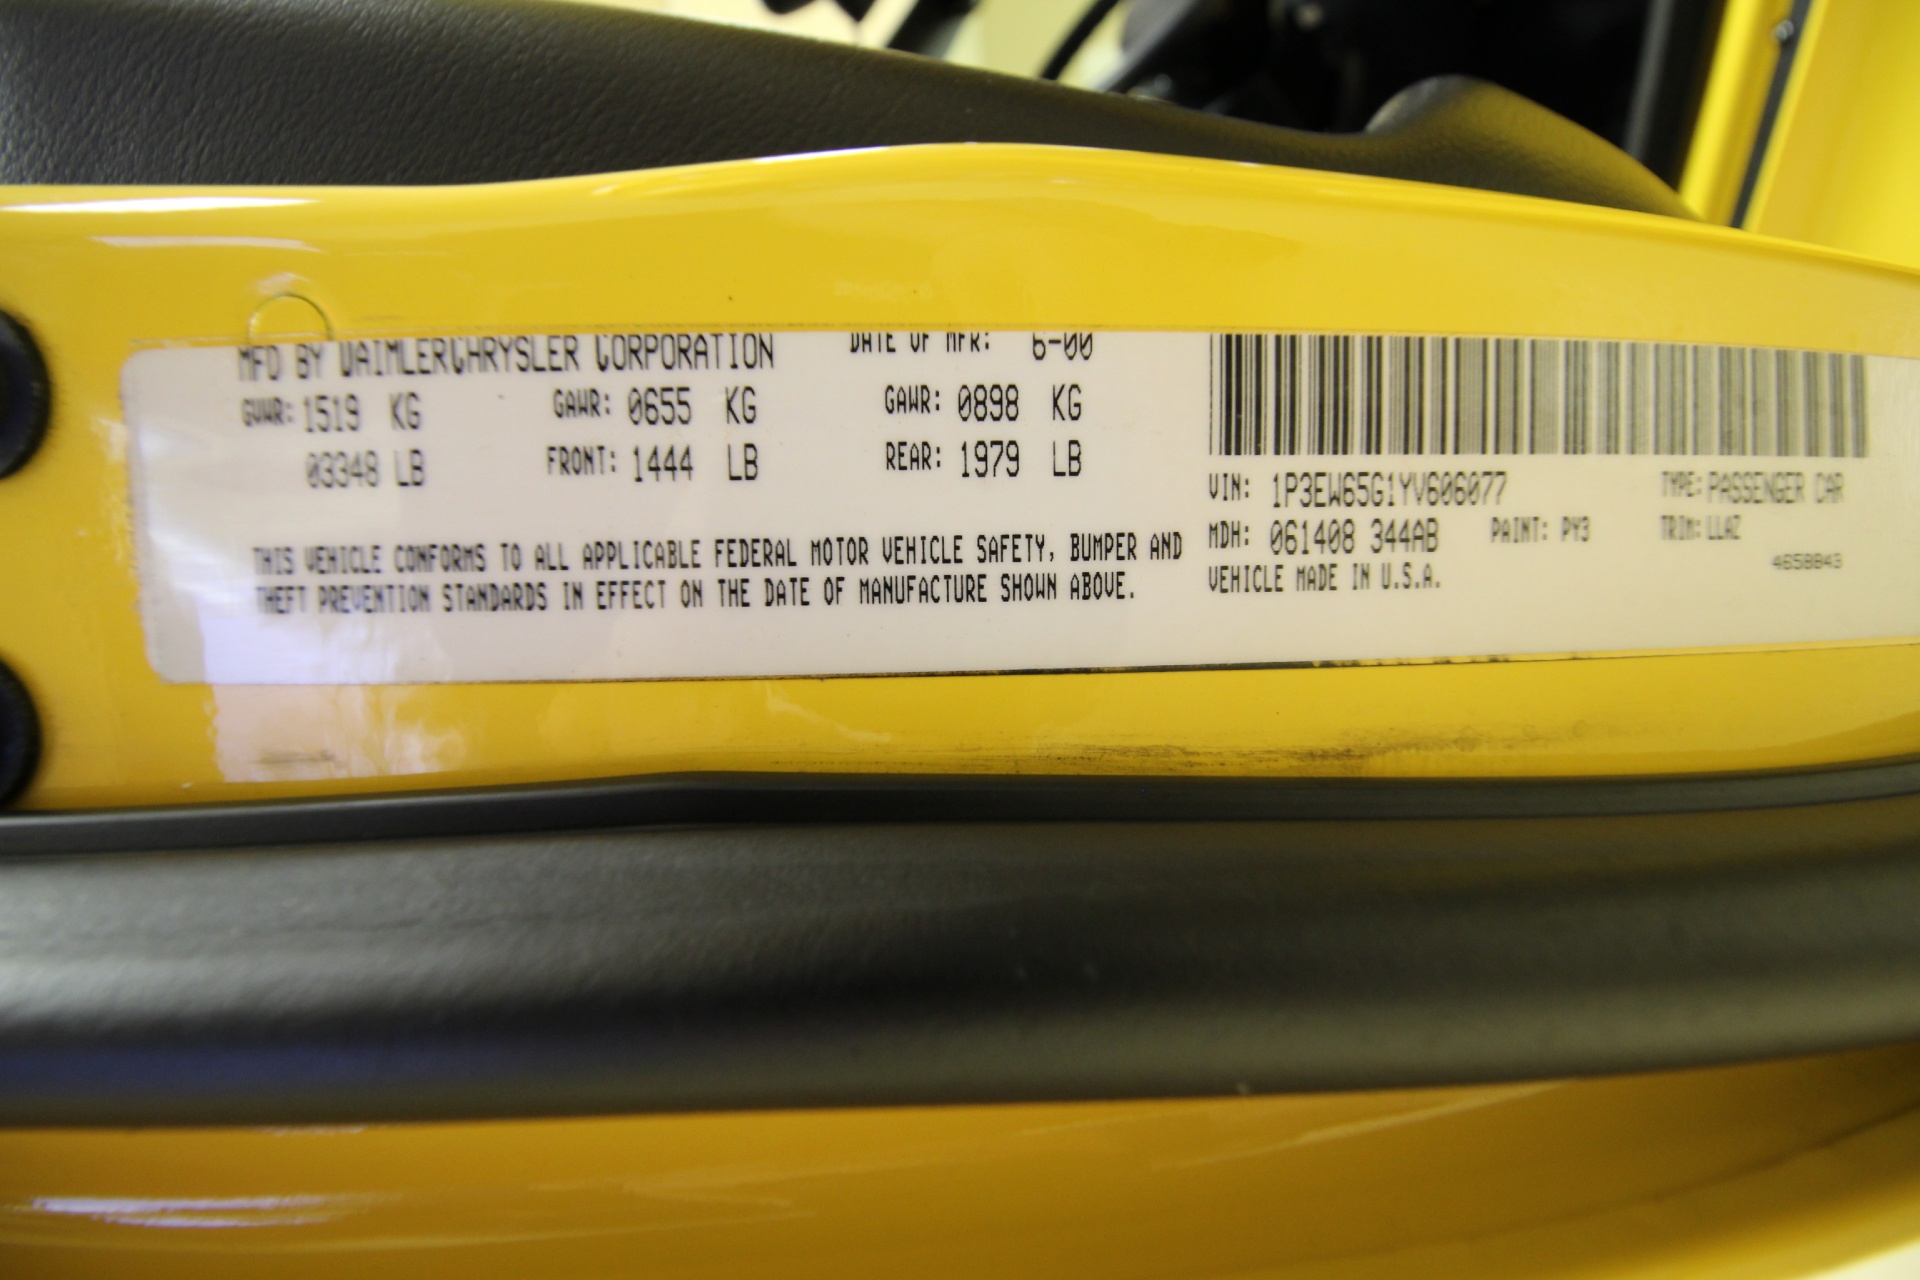 MFD BY DAIMLERCHRYSLER CORPORATION DATE OF MFR: 6-00
GVWR: 1519 KG GAWR: 0655 KG GAWR: 0898 KG
03348 LB FRONT: 1444 LB REAR: 1979 LB
THIS VEHICLE CONFORMS TO ALL APPLICABLE FEDERAL MOTOR VEHICLE SAFETY, BUMPER AND
THEFT PREVENTION STANDARDS IN EFFECT ON THE DATE OF MANUFACTURE SHOWN ABOVE.
VIN: 1P3EW65G1YV606077 TYPE: PASSENGER CAR
MDH: 061408 344AB PAINT: PY3 TRIM: LLAZ
4658843
VEHICLE MADE IN U.S.A.